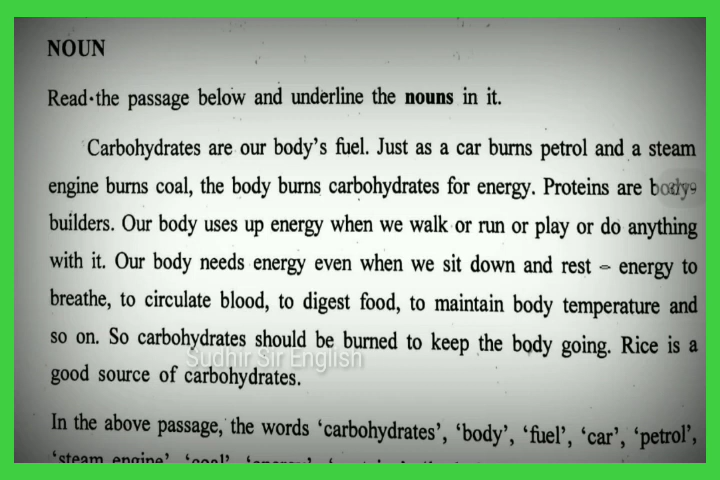 NOUN
Read the passage below and underline the nouns in it.
Carbohydrates are our body's fuel. Just as a car burns petrol and a steam
engine burns coal, the body burns carbohydrates for energy. Proteins are body
builders. Our body uses up energy when we walk or run or play or do anything
with it. Our body needs energy even when we sit down and rest – energy to
breathe, to circulate blood, to digest food, to maintain body temperature and
so on. So carbohydrates should be burned to keep the body going. Rice is a
Sudhir Sir English
good source of carbohydrates.
In the above passage, the words 'carbohydrates', 'body', 'fuel', 'car', 'petrol',
'steam engine', 'coal', 'energy',